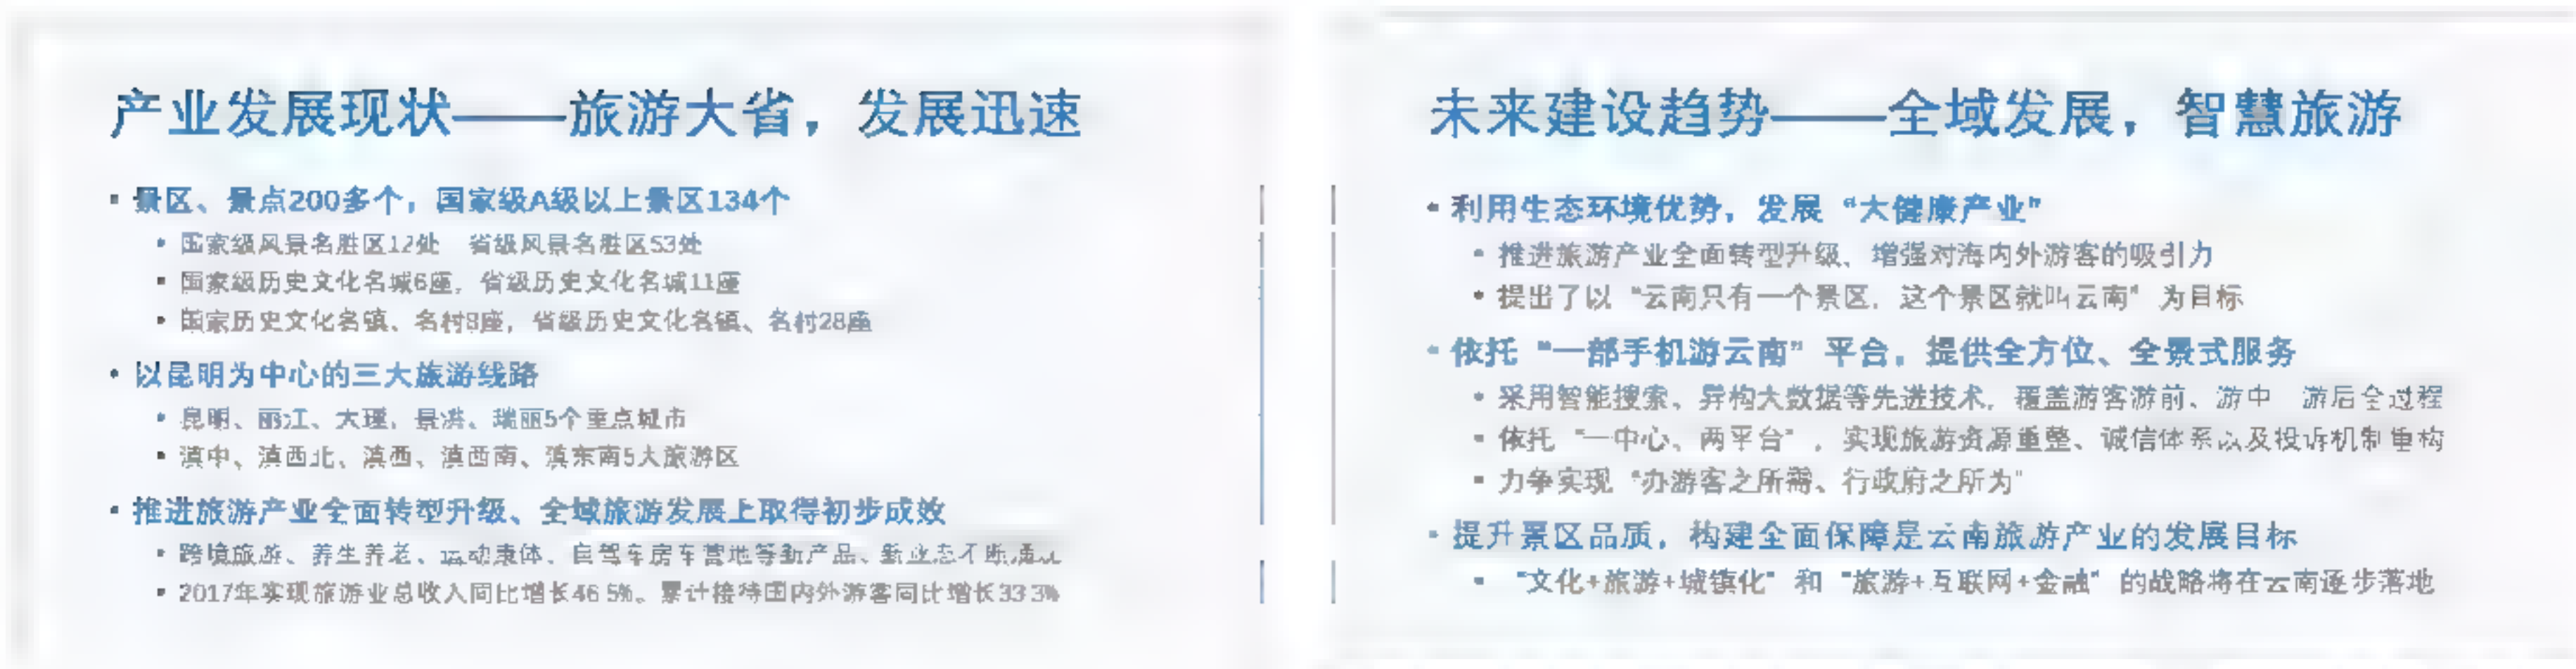 产业发展现状——旅游大省，发展迅速
景区、景点200多个，国家级A级以上景区134个
国家级风景名胜区12处 省级风景名胜区53处
国家级历史文化名城6座，省级历史文化名城11座
国家历史文化名镇、名村8座，省级历史文化名镇、名村28座
以昆明为中心的三大旅游线路
昆明、丽江、大理、景洪、瑞丽5个重点城市
滇中、滇西北、滇西、滇西南、滇东南5大旅游区
推进旅游产业全面转型升级、全域旅游发展上取得初步成效
跨境旅游、养生养老、运动康体、自驾车房车营地等新产品、新业态不断涌
2017年实现旅游业总收入同比增长46.5%。累计接待国内外游客同比增长33.3%
未来建设趋势——全域发展，智慧旅游
利用生态环境优势，发展“大健康产业”
推进旅游产业全面转型升级、增强对海内外游客的吸引力
提出了以“云南只有一个景区，这个景区就叫云南”为目标
依托“一部手机游云南”平台，提供全方位、全景式服务
采用智能搜索、异构大数据等先进技术，覆盖游客游前、游中 游后全过程
依托“一中心、两平台”，实现旅游资源重整、诚信体系以及投诉机制重构
力争实现“办游客之所需、行政府之所为”
提升景区品质，构建全面保障是云南旅游产业的发展目标
“文化+旅游+城镇化”和“旅游+互联网+金融”的战略将在云南逐步落地